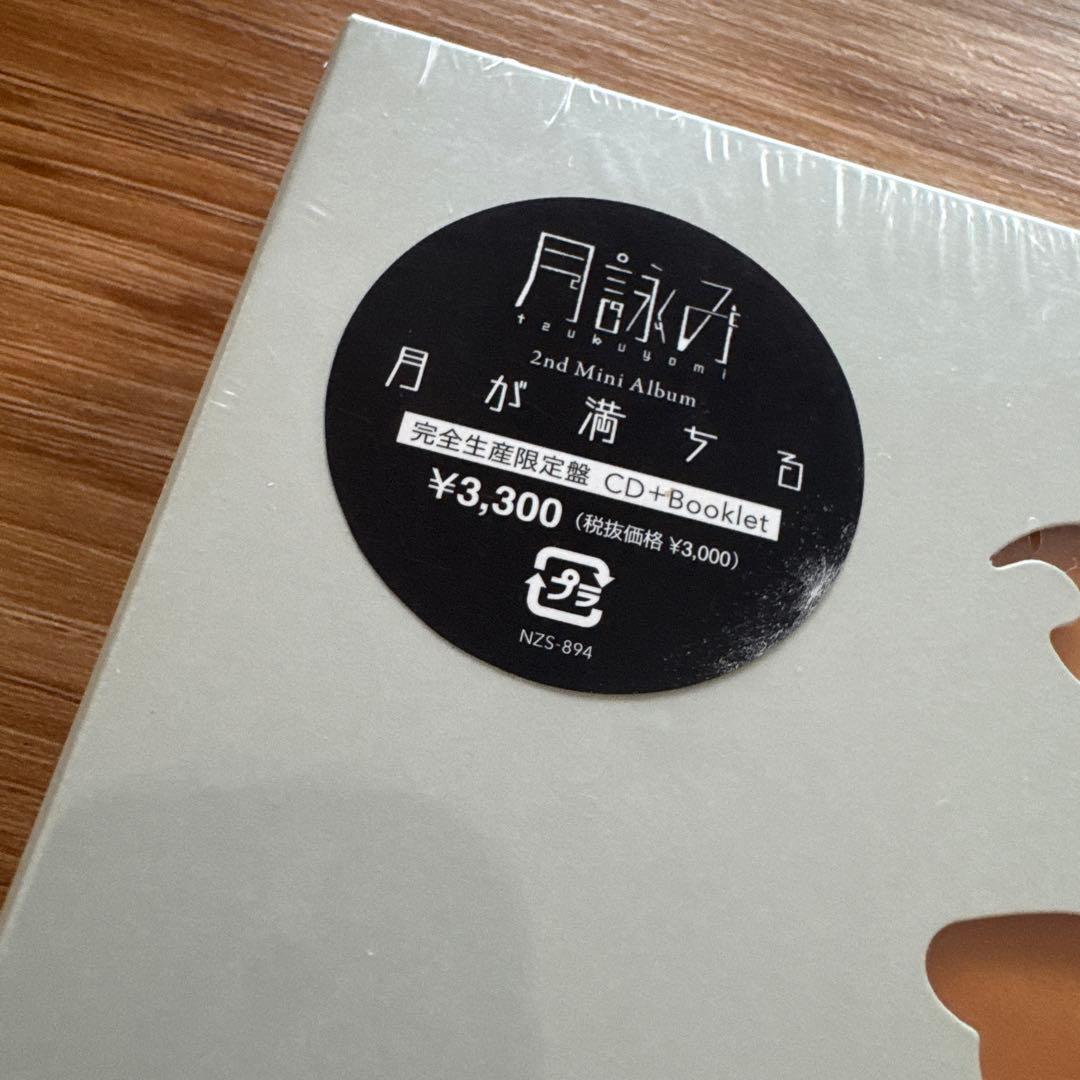 月詠み
tsukuyomi
2nd Mini Album
月が満ちる
完全生産限定盤 CD+Booklet
¥3,300（税抜価格 ¥3,000）
プラ
NZS-894